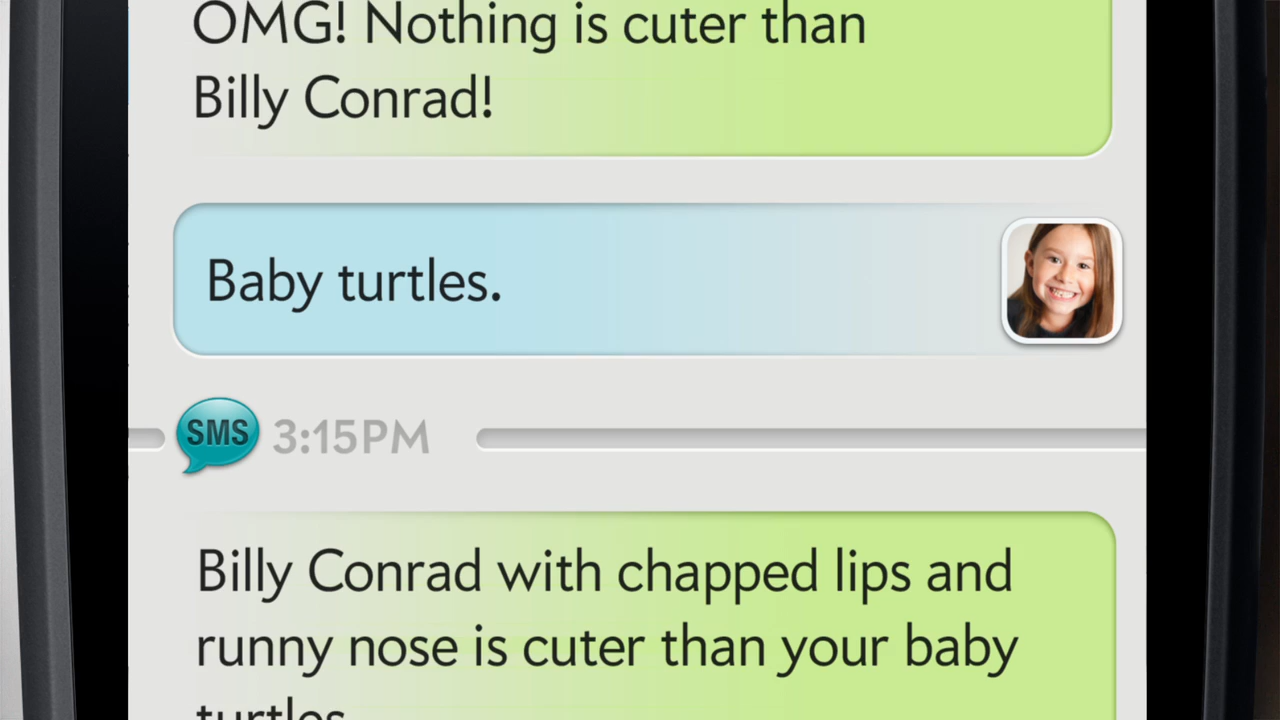 OMG! Nothing is cuter than
Billy Conrad!
Baby turtles.
SMS 3:15PM
Billy Conrad with chapped lips and
runny nose is cuter than your baby
turtles